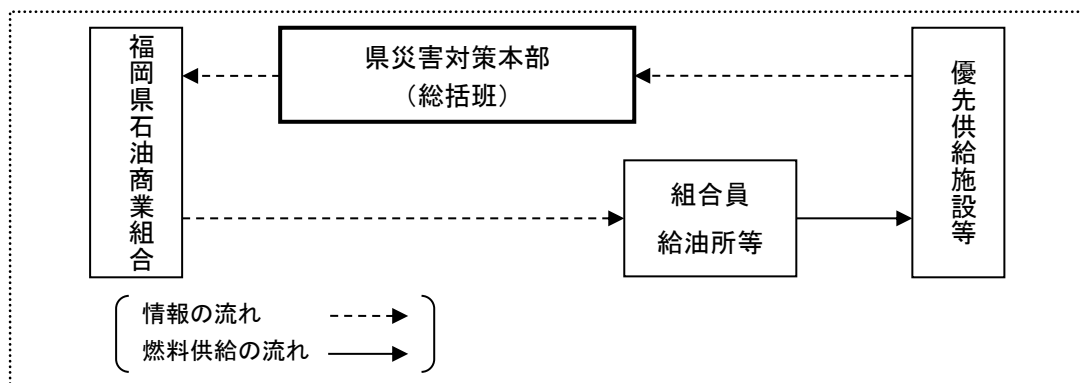 福岡県石油商業組合
県災害対策本部
（総括班）
優先供給施設等
組合員
給油所等
情報の流れ
燃料供給の流れ